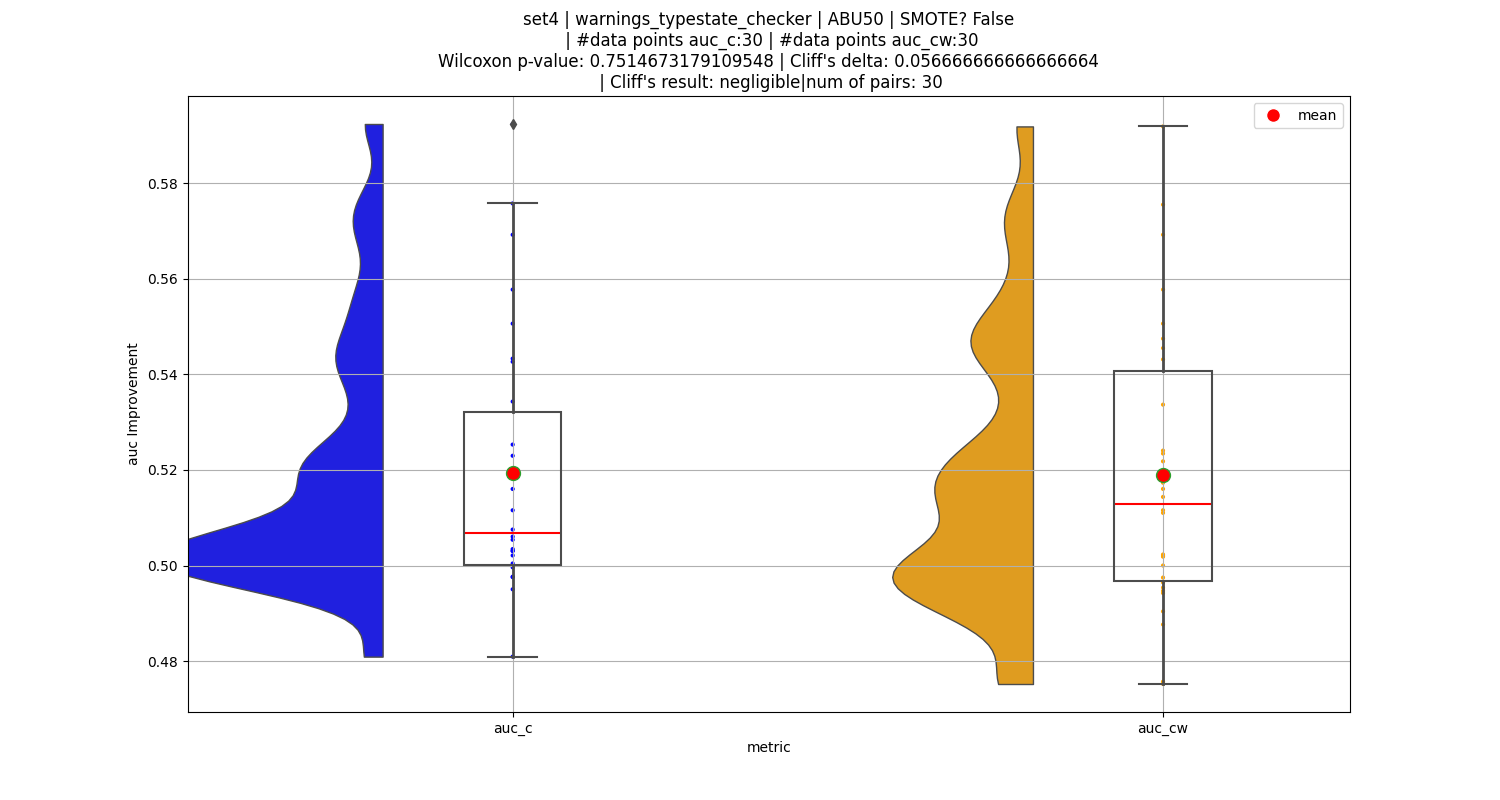 set4 | warnings_typestate_checker | ABU50 | SMOTE? False
| #data points auc_c:30 | #data points auc_cw:30
Wilcoxon p-value: 0.7514673179109548 | Cliff's delta: 0.056666666666666664
| Cliff's result: negligible|num of pairs: 30
mean
0.58
0.56
0.54
0.52
0.50
0.48
auc Improvement
auc_c
auc_cw
metric